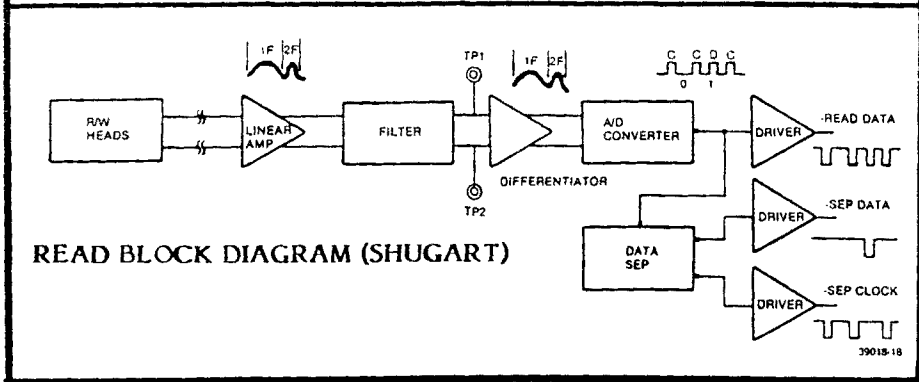 1F 2F
TP1
1F 2F
C C D C
0 1
R/W
HEADS
LINEAR
AMP
FILTER
A/D
CONVERTER
DRIVER
-READ DATA
DIFFERENTIATOR
TP2
DATA
SEP
DRIVER
-SEP DATA
READ BLOCK DIAGRAM (SHUGART)
DRIVER
-SEP CLOCK
39018-18